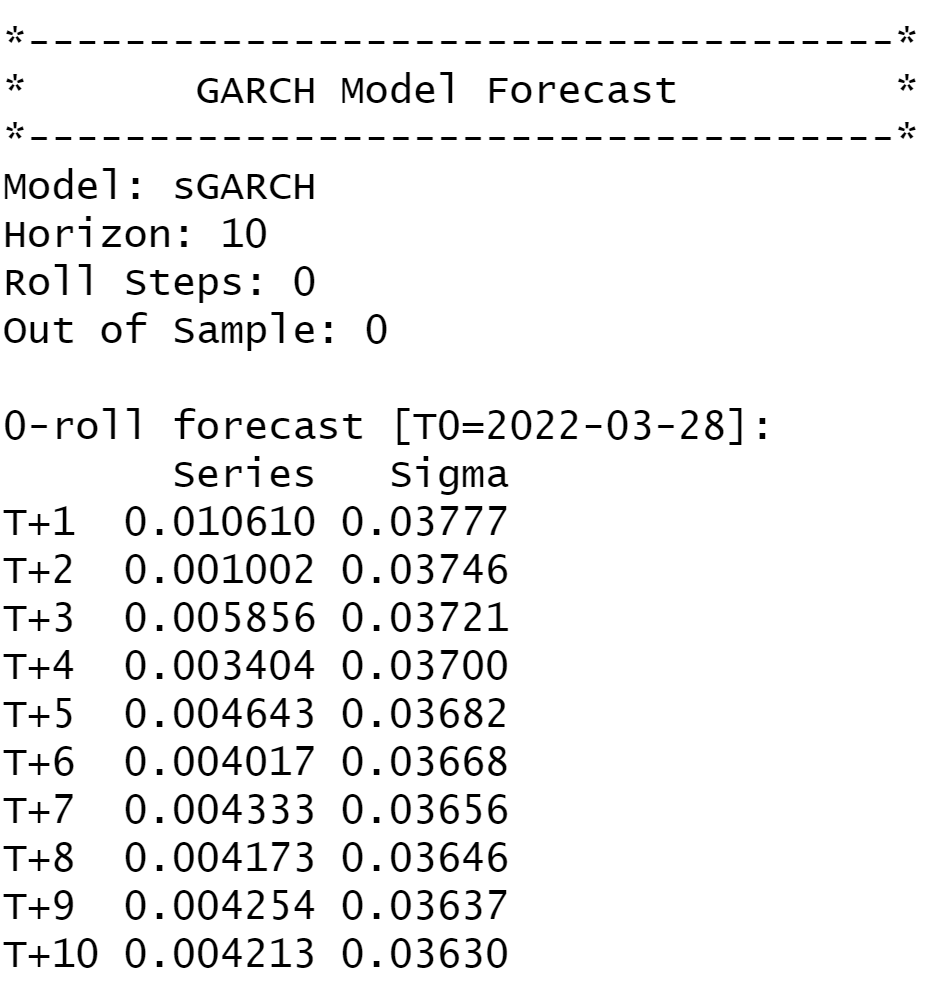 *------------------------------------*
*       GARCH Model Forecast         *
*------------------------------------*
Model: sGARCH
Horizon: 10
Roll Steps: 0
Out of Sample: 0

0-roll forecast [T0=2022-03-28]:
       Series   Sigma
T+1  0.010610 0.03777
T+2  0.001002 0.03746
T+3  0.005856 0.03721
T+4  0.003404 0.03700
T+5  0.004643 0.03682
T+6  0.004017 0.03668
T+7  0.004333 0.03656
T+8  0.004173 0.03646
T+9  0.004254 0.03637
T+10 0.004213 0.03630